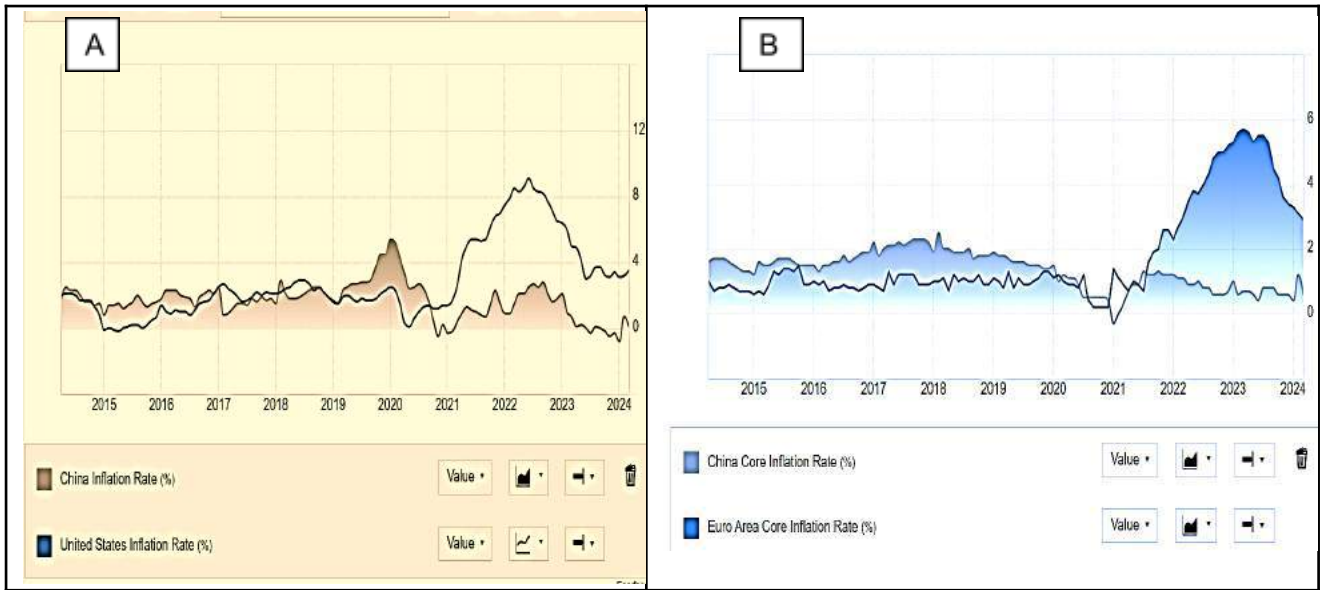 A
12
8
4
0
2015 2016 2017 2018 2019 2020 2021 2022 2023 2024
China Inflation Rate (%) Value
United States Inflation Rate (%) Value
B
6
4
2
0
2015 2016 2017 2018 2019 2020 2021 2022 2023 2024
China Core Inflation Rate (%) Value
Euro Area Core Inflation Rate (%) Value